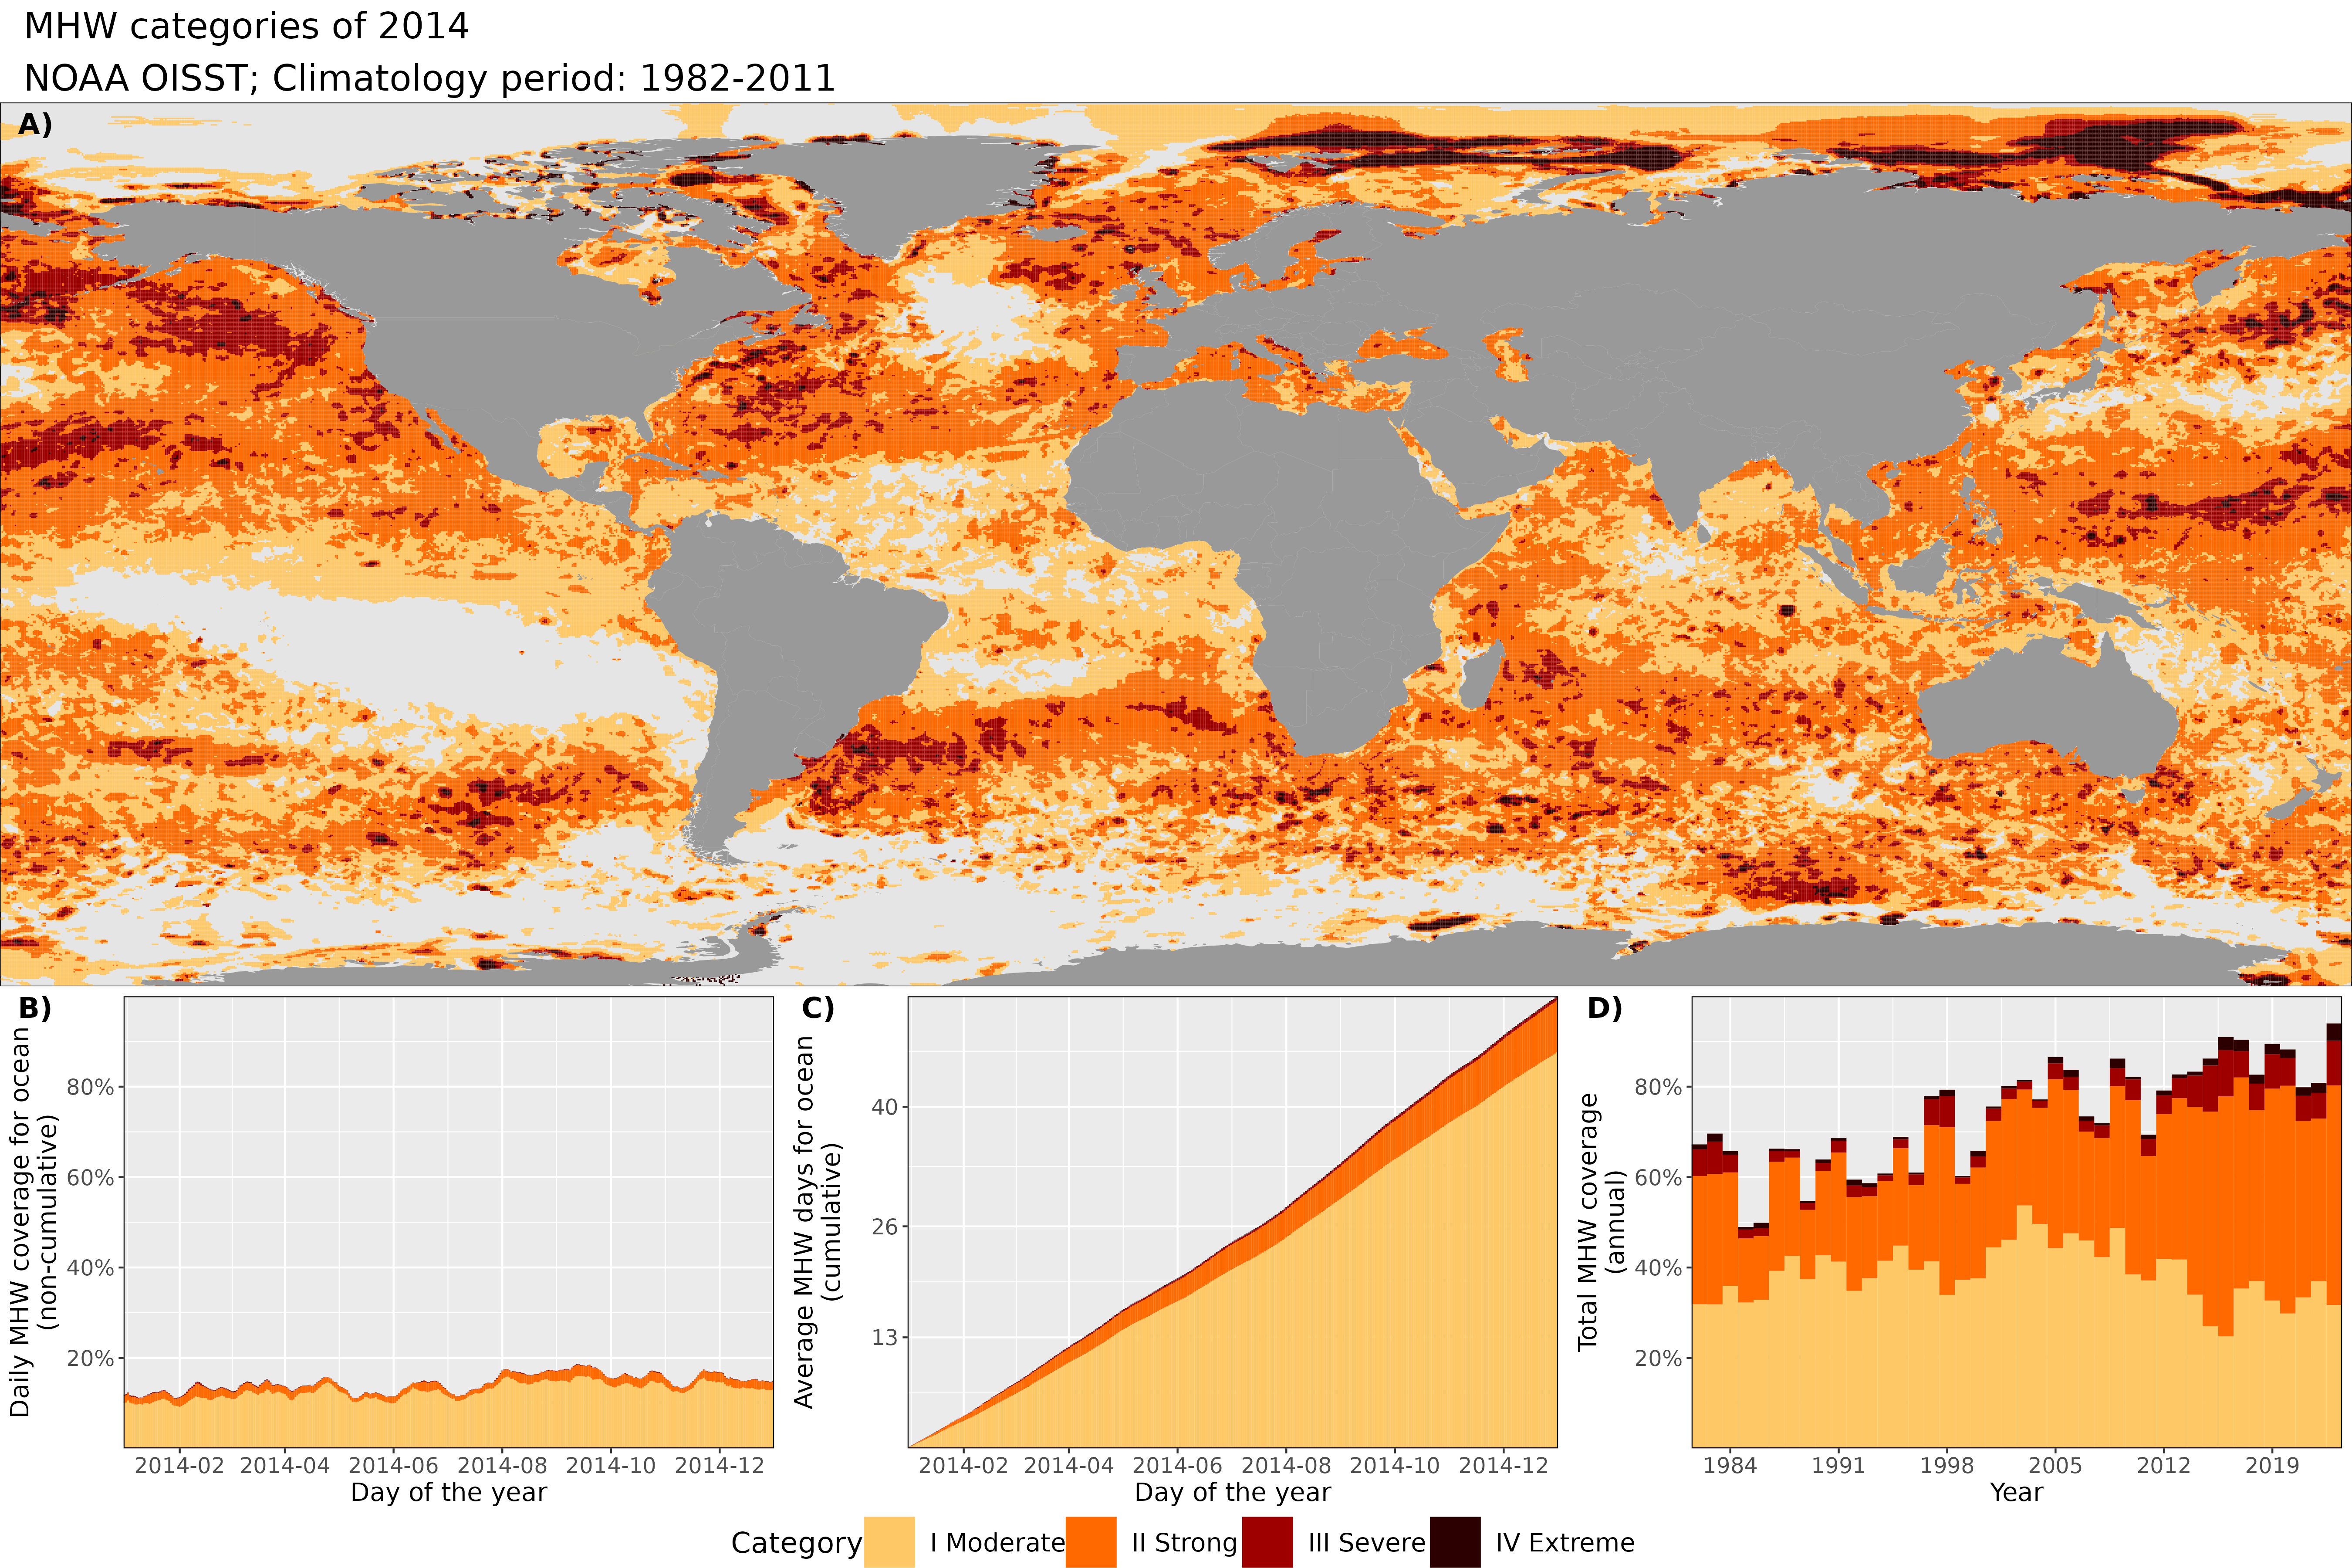 MHW categories of 2014
NOAA OISST; Climatology period: 1982-2011
A)
B)
Daily MHW coverage for ocean
(non-cumulative)
80%
60%
40%
20%
2014-02 2014-04 2014-06 2014-08 2014-10 2014-12
Day of the year
C)
Average MHW days for ocean
(cumulative)
40
26
13
2014-02 2014-04 2014-06 2014-08 2014-10 2014-12
Day of the year
D)
Total MHW coverage
(annual)
80%
60%
40%
20%
1984 1991 1998 2005 2012 2019
Year
Category I Moderate II Strong III Severe IV Extreme